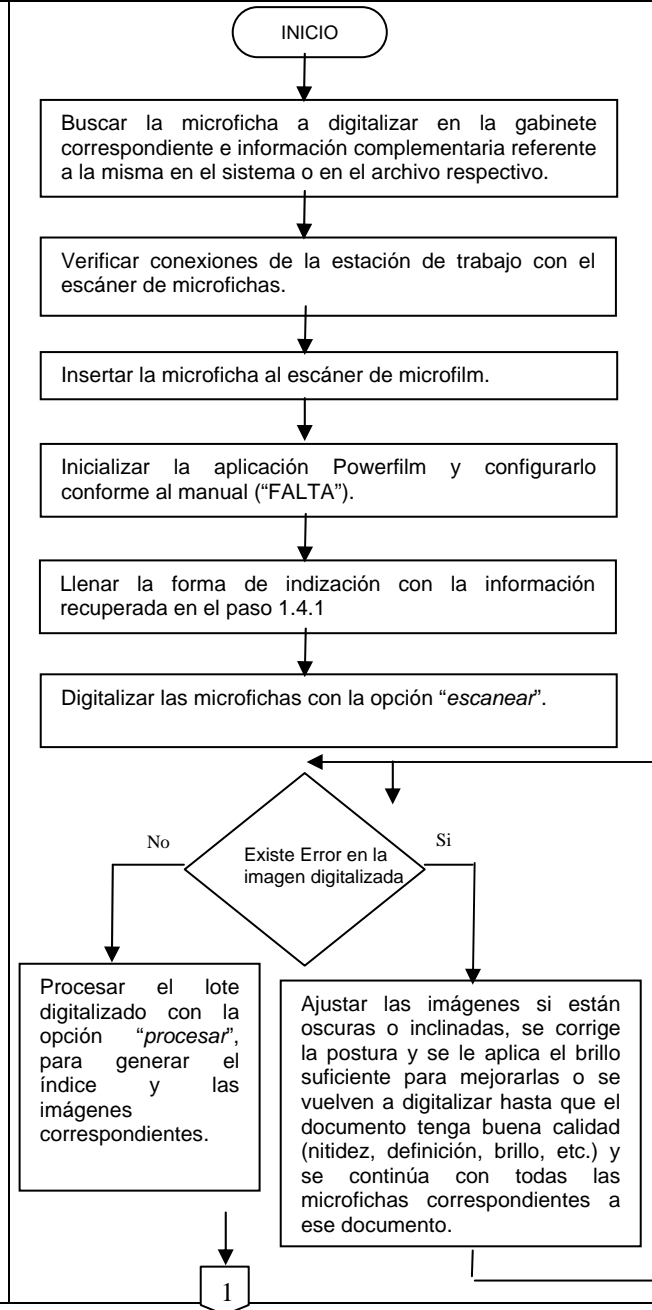 INICIO
Buscar la microficha a digitalizar en la gabinete
correspondiente e información complementaria referente
a la misma en el sistema o en el archivo respectivo.
Verificar conexiones de la estación de trabajo con el
escáner de microfichas.
Insertar la microficha al escáner de microfilm.
Inicializar la aplicación Powerfilm y configurarlo
conforme al manual (“FALTA”).
Llenar la forma de indización con la información
recuperada en el paso 1.4.1
Digitalizar las microfichas con la opción “escanear”.
No
Existe Error en la
imagen digitalizada
Si
Procesar el lote
digitalizado con la
opción “procesar”,
para generar el
índice y las
imágenes
correspondientes.
Ajustar las imágenes si están
oscuras o inclinadas, se corrige
la postura y se le aplica el brillo
suficiente para mejorarlas o se
vuelven a digitalizar hasta que el
documento tenga buena calidad
(nitidez, definición, brillo, etc.) y
se continúa con todas las
microfichas correspondientes a
ese documento.
1